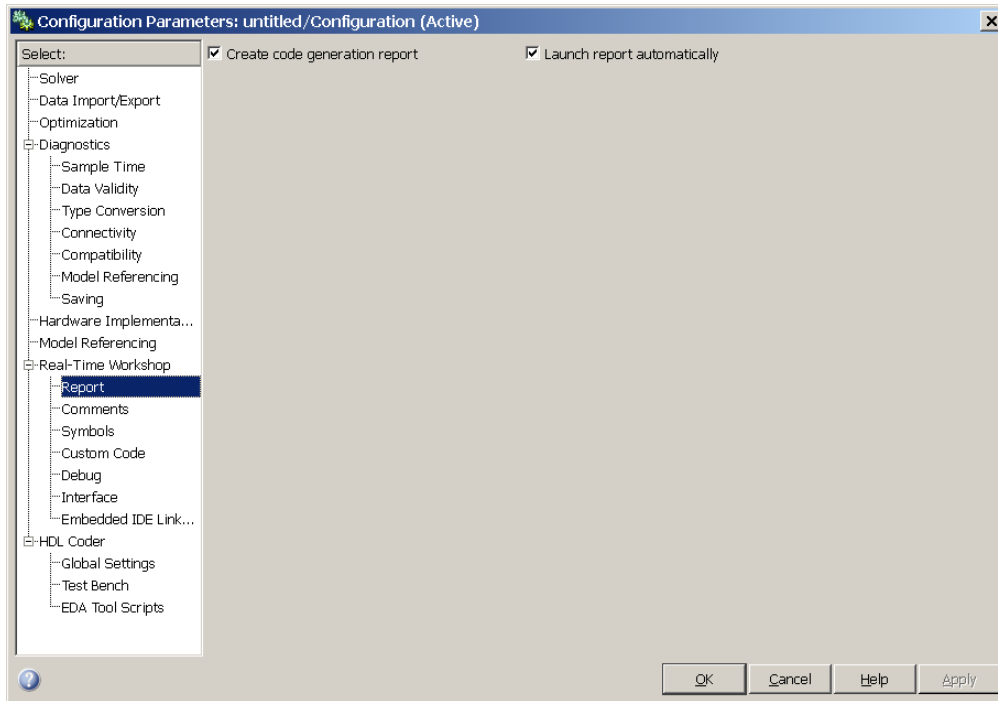 Configuration Parameters: untitled/Configuration (Active)
Select:
Solver
Data Import/Export
Optimization
Diagnostics
Sample Time
Data Validity
Type Conversion
Connectivity
Compatibility
Model Referencing
Saving
Hardware Implementa...
Model Referencing
Real-Time Workshop
Report
Comments
Symbols
Custom Code
Debug
Interface
Embedded IDE Link...
HDL Coder
Global Settings
Test Bench
EDA Tool Scripts
Create code generation report
Launch report automatically
OK
Cancel
Help
Apply